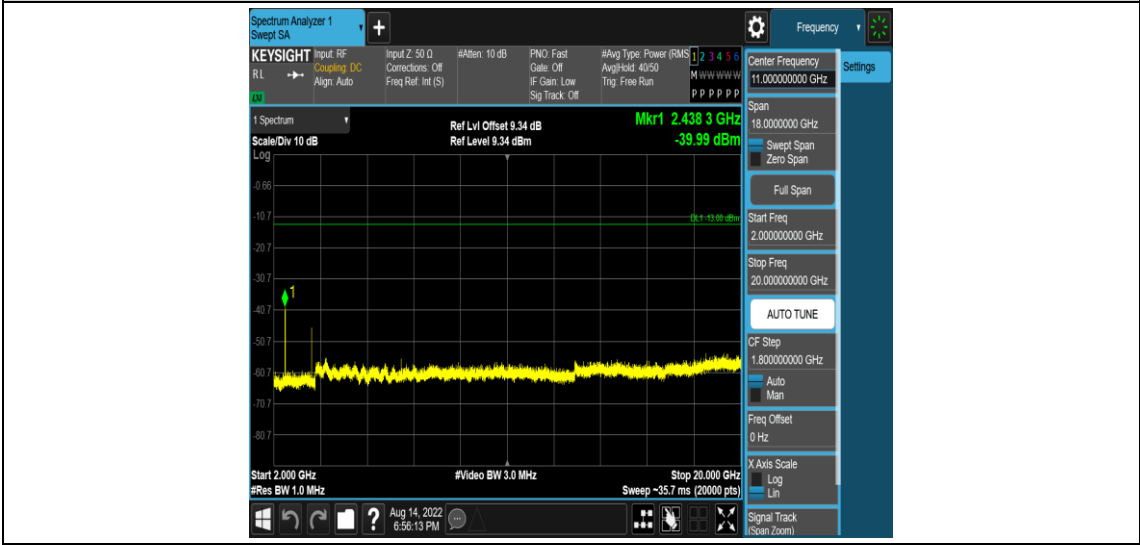 Spectrum Analyzer 1
Swept SA
+
Frequency
KEYSIGHT
RL
LXI
Input: RF
Coupling: DC
Align: Auto
Input Z: 50 Ω
Corrections: Off
Freq Ref: Int (S)
#Atten: 10 dB
PNO: Fast
Gate: Off
IF Gain: Low
Sig Track: Off
#Avg Type: Power (RMS
Avg|Hold: 40/50
Trig: Free Run
1 2 3 4 5 6
M W W W W W
P P P P P P
1 Spectrum
Scale/Div 10 dB
Log
Ref Lvl Offset 9.34 dB
Ref Level 9.34 dBm
Mkr1 2.438 3 GHz
-39.99 dBm
-0.66
-10.7
DL1 -13.00 dBm
-20.7
-30.7
1
-40.7
-50.7
-60.7
-70.7
-80.7
Start 2.000 GHz
#Video BW 3.0 MHz
Stop 20.000 GHz
#Res BW 1.0 MHz
Sweep ~35.7 ms (20000 pts)
?
Aug 14, 2022
6:56:13 PM
Center Frequency
11.000000000 GHz
Settings
Span
18.0000000 GHz
Swept Span
Zero Span
Full Span
Start Freq
2.000000000 GHz
Stop Freq
20.000000000 GHz
AUTO TUNE
CF Step
1.800000000 GHz
Auto
Man
Freq Offset
0 Hz
X Axis Scale
Log
Lin
Signal Track
(Span Zoom)